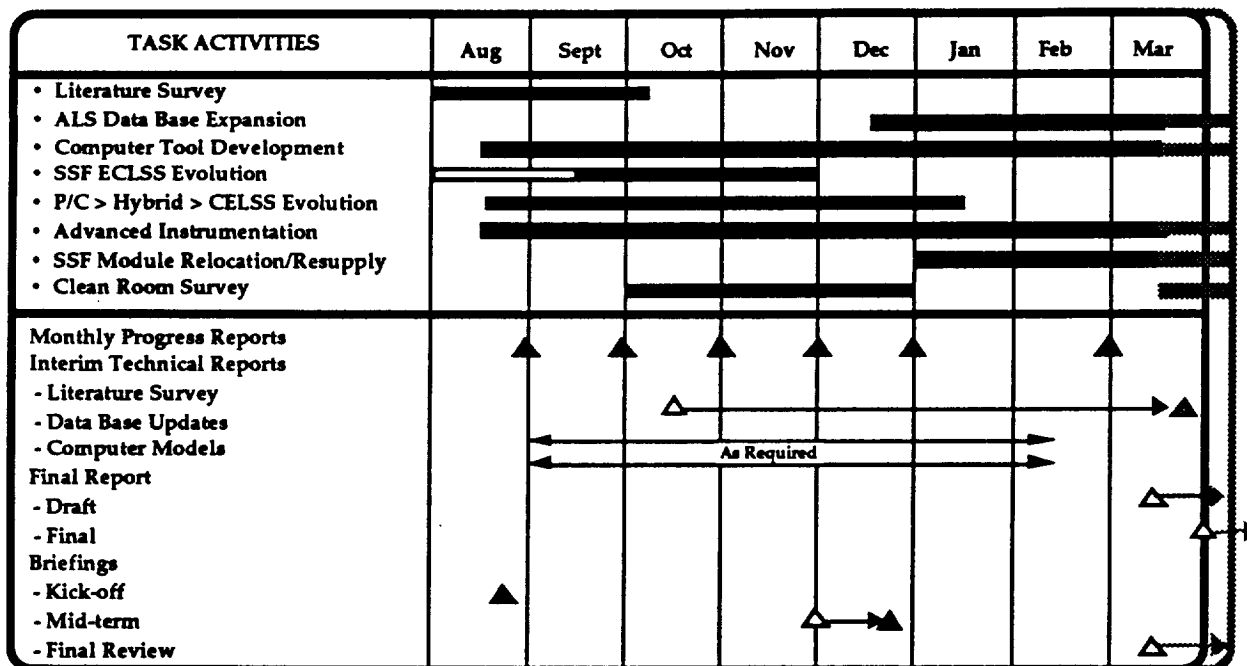 TASK ACTIVITIES Aug Sept Oct Nov Dec Jan Feb Mar
• Literature Survey
• ALS Data Base Expansion
• Computer Tool Development
• SSF ECLSS Evolution
• P/C > Hybrid > CELSS Evolution
• Advanced Instrumentation
• SSF Module Relocation/Resupply
• Clean Room Survey
Monthly Progress Reports
Interim Technical Reports
- Literature Survey
- Data Base Updates
- Computer Models
As Required
Final Report
- Draft
- Final
Briefings
- Kick-off
- Mid-term
- Final Review